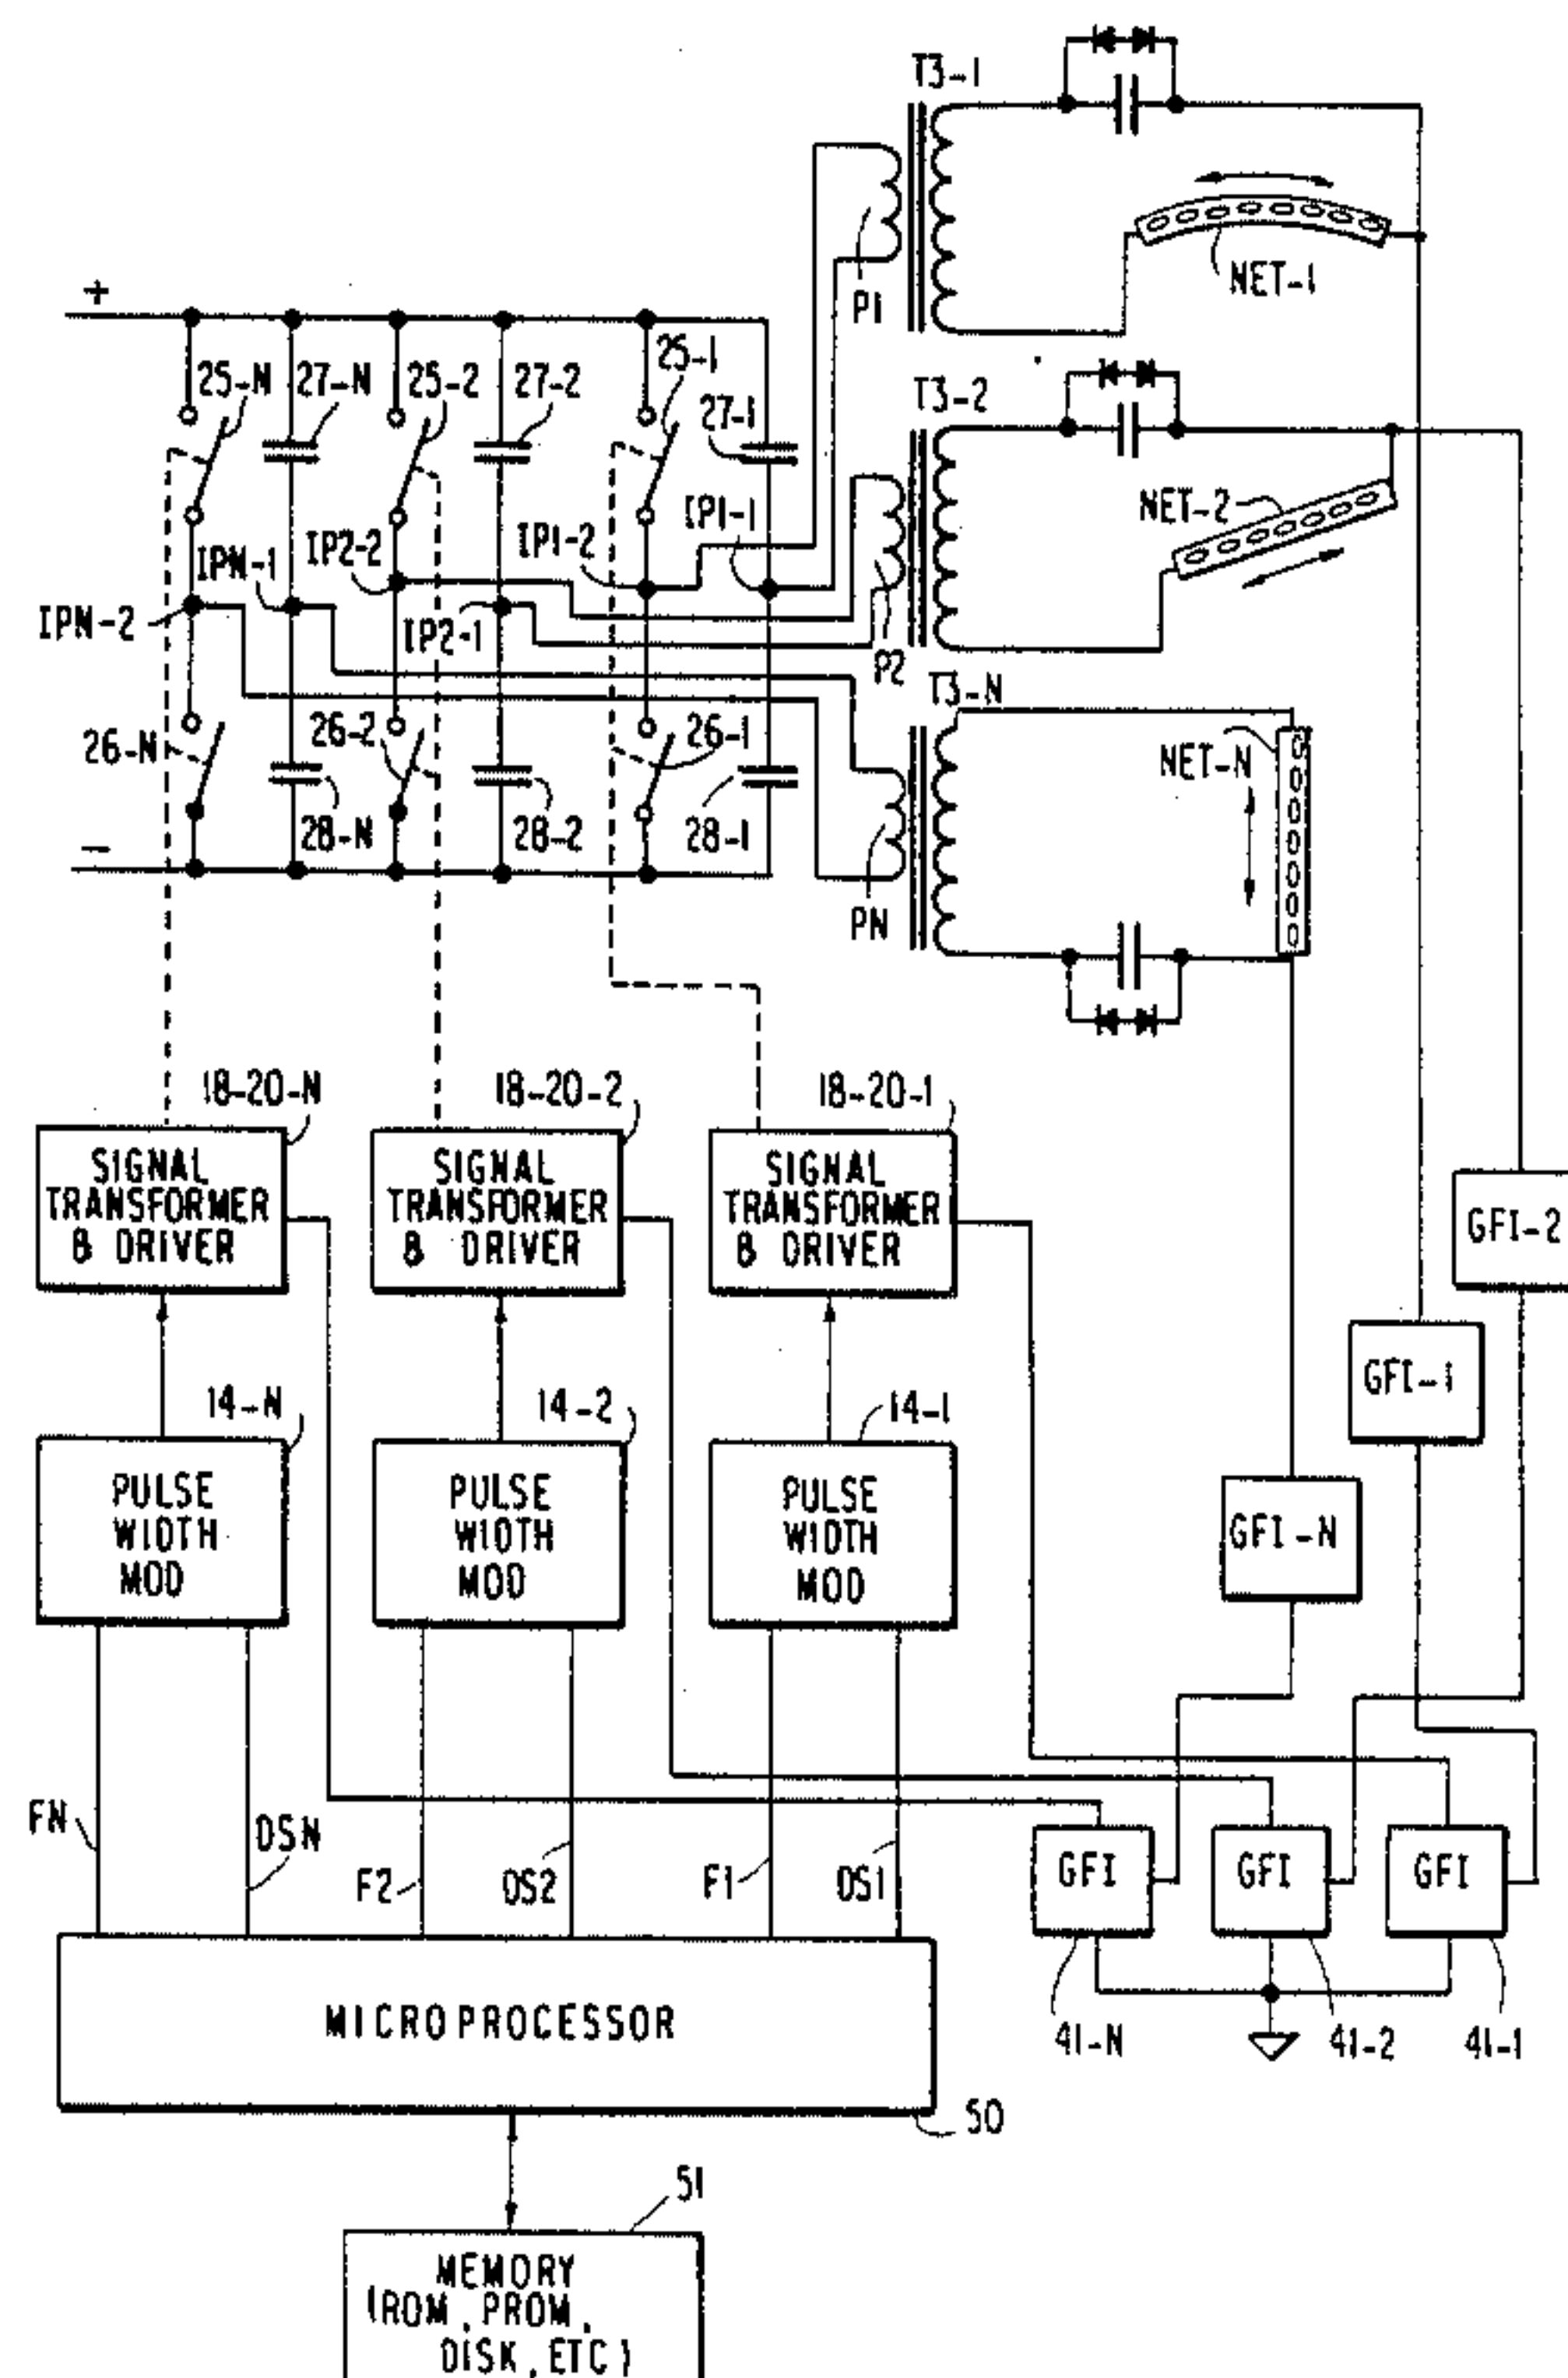 T3-1
P1
NET-1
+
25-N
27-N
25-2
27-2
25-1
27-1
T3-2
NET-2
IPN-2
IPN-1
IP2-2
IP2-1
IP1-2
IP1-1
P2
T3-N
26-N
28-N
26-2
28-2
26-1
28-1
PN
NET-N
-
18-20-N
18-20-2
18-20-1
SIGNAL
TRANSFORMER
& DRIVER
SIGNAL
TRANSFORMER
& DRIVER
SIGNAL
TRANSFORMER
& DRIVER
GFI-2
GFI-1
GFI-N
14-N
14-2
14-1
PULSE
WIDTH
MOD
PULSE
WIDTH
MOD
PULSE
WIDTH
MOD
FN
DSN
F2
DS2
F1
DS1
GFI
GFI
GFI
41-N
41-2
41-1
MICROPROCESSOR
50
51
MEMORY
(ROM, PROM,
DISK, ETC)